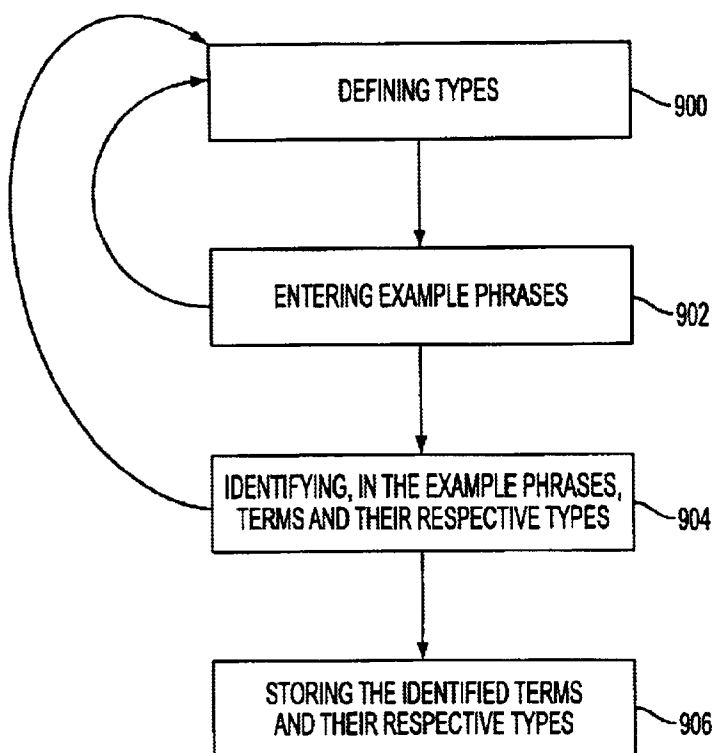 DEFINING TYPES
900
ENTERING EXAMPLE PHRASES
902
IDENTIFYING, IN THE EXAMPLE PHRASES,
TERMS AND THEIR RESPECTIVE TYPES
904
STORING THE IDENTIFIED TERMS
AND THEIR RESPECTIVE TYPES
906